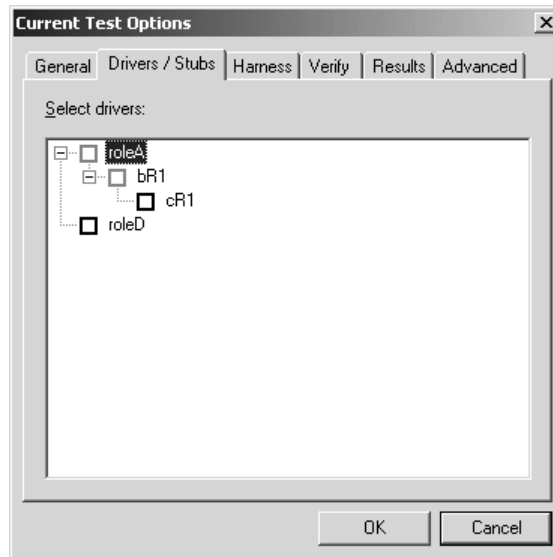 Current Test Options
General Drivers / Stubs Harness Verify Results Advanced
Select drivers:
roleA
bR1
cR1
roleD
OK Cancel